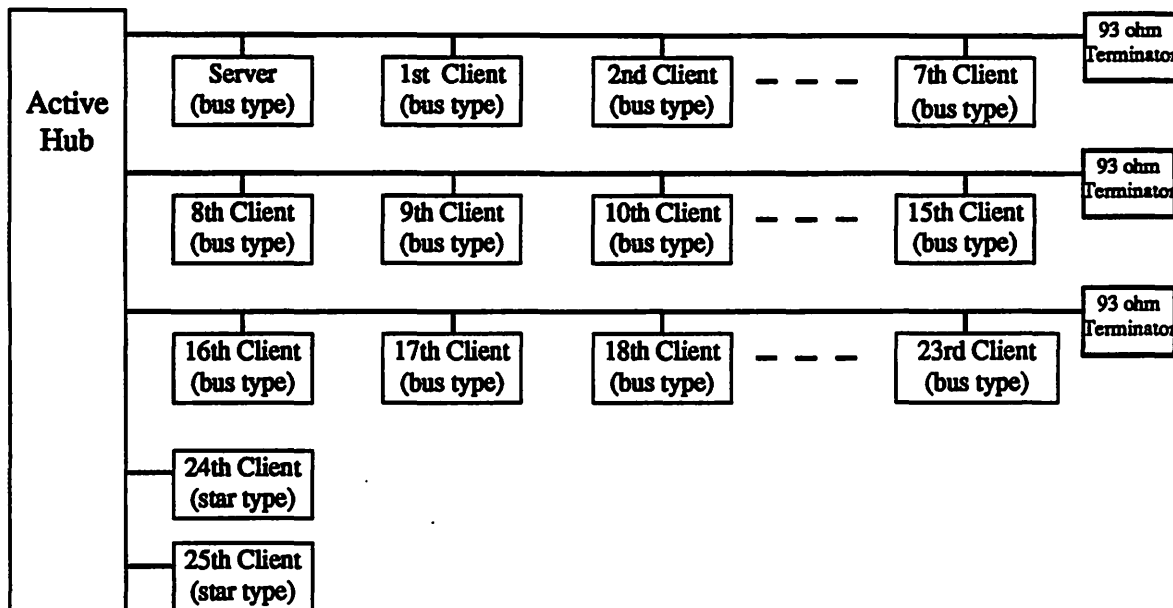 Active
Hub
93 ohm
Terminator
Server
(bus type)
1st Client
(bus type)
2nd Client
(bus type)
7th Client
(bus type)
93 ohm
Terminator
8th Client
(bus type)
9th Client
(bus type)
10th Client
(bus type)
15th Client
(bus type)
93 ohm
Terminator
16th Client
(bus type)
17th Client
(bus type)
18th Client
(bus type)
23rd Client
(bus type)
24th Client
(star type)
25th Client
(star type)